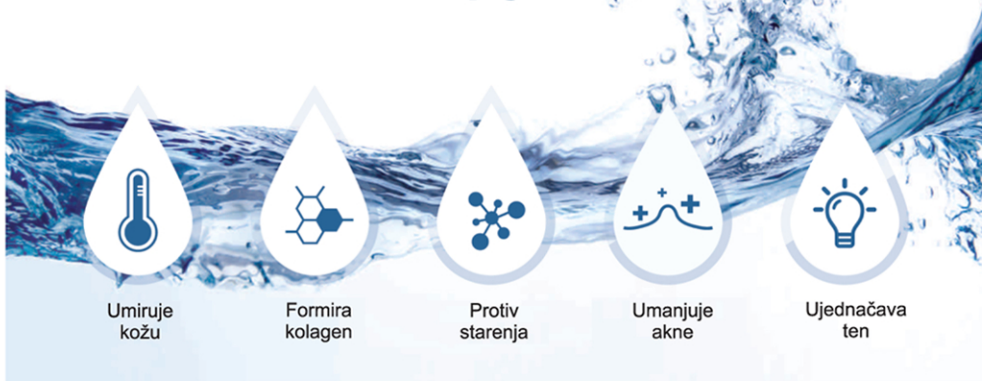 Umiruje
kožu
Formira
kolagen
Protiv
starenja
Umanjuje
akne
Ujednačava
ten